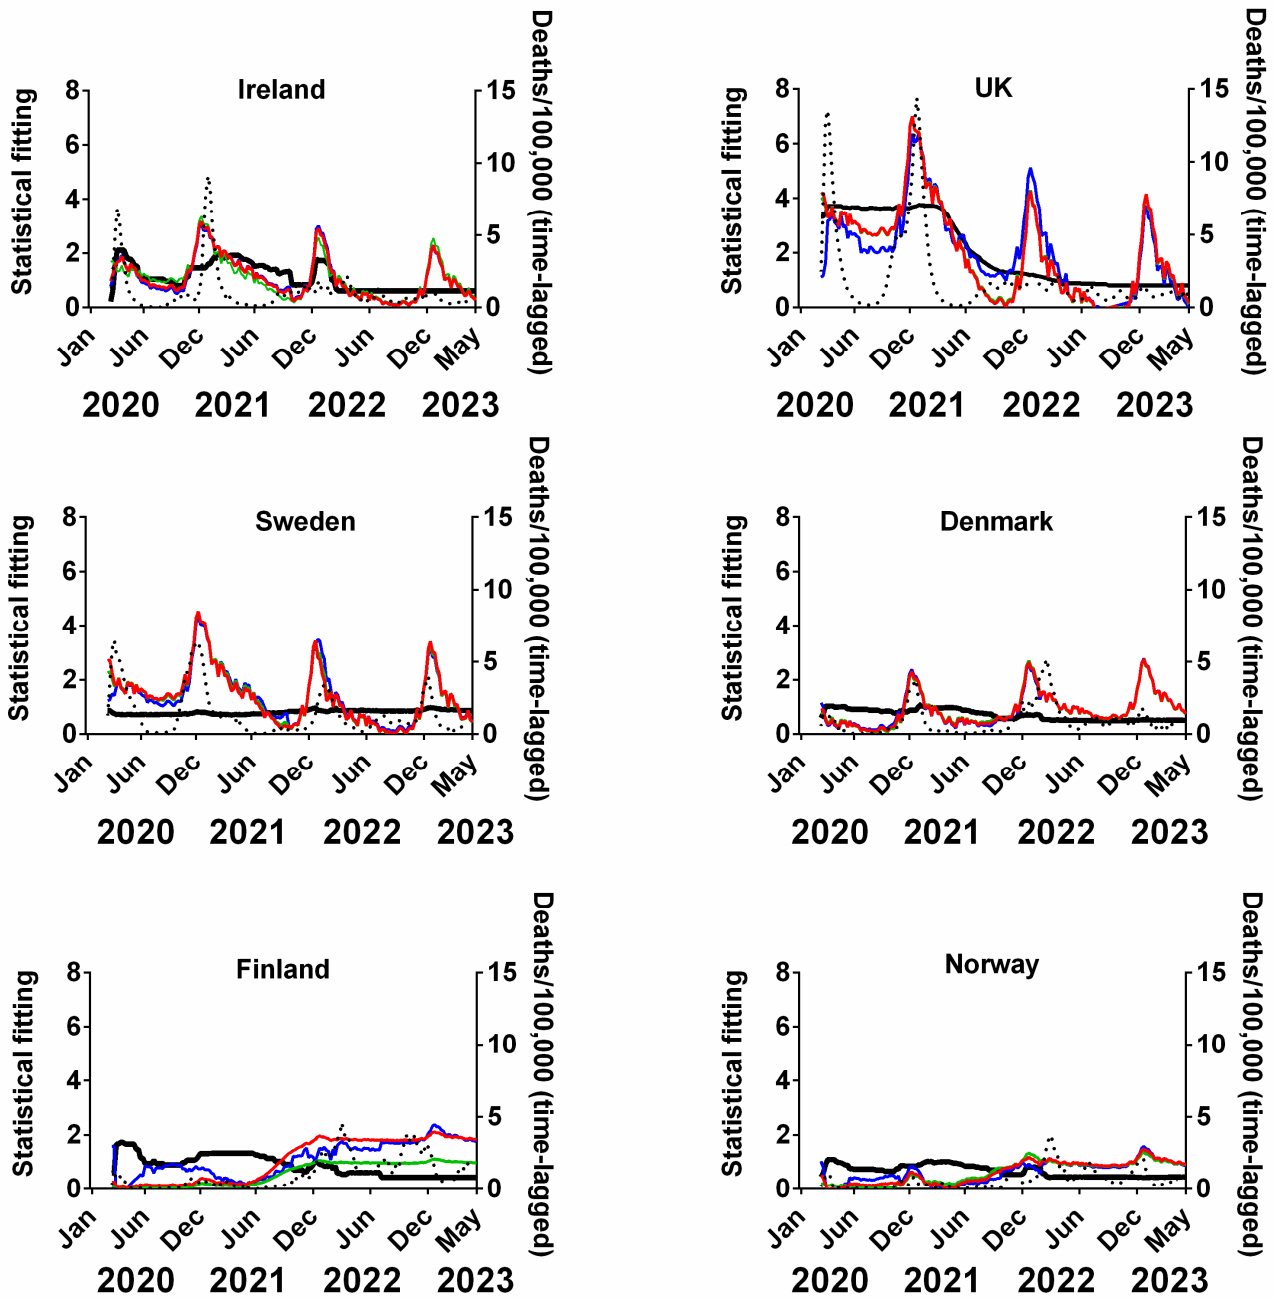 Ireland
Statistical fitting
8
6
4
2
0
15
10
5
0
Deaths/100,000 (time-lagged)
Jan Jun Dec Jun Dec Jun Dec May
2020 2021 2022 2023
UK
Statistical fitting
8
6
4
2
0
15
10
5
0
Deaths/100,000 (time-lagged)
Jan Jun Dec Jun Dec Jun Dec May
2020 2021 2022 2023
Sweden
Statistical fitting
8
6
4
2
0
15
10
5
0
Deaths/100,000 (time-lagged)
Jan Jun Dec Jun Dec Jun Dec May
2020 2021 2022 2023
Denmark
Statistical fitting
8
6
4
2
0
15
10
5
0
Deaths/100,000 (time-lagged)
Jan Jun Dec Jun Dec Jun Dec May
2020 2021 2022 2023
Finland
Statistical fitting
8
6
4
2
0
15
10
5
0
Deaths/100,000 (time-lagged)
Jan Jun Dec Jun Dec Jun Dec May
2020 2021 2022 2023
Norway
Statistical fitting
8
6
4
2
0
15
10
5
0
Deaths/100,000 (time-lagged)
Jan Jun Dec Jun Dec Jun Dec May
2020 2021 2022 2023